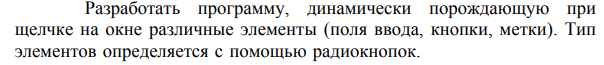 Разработать программу, динамически порождающую при
щелчке на окне различные элементы (поля ввода, кнопки, метки). Тип
элементов определяется с помощью радиокнопок.